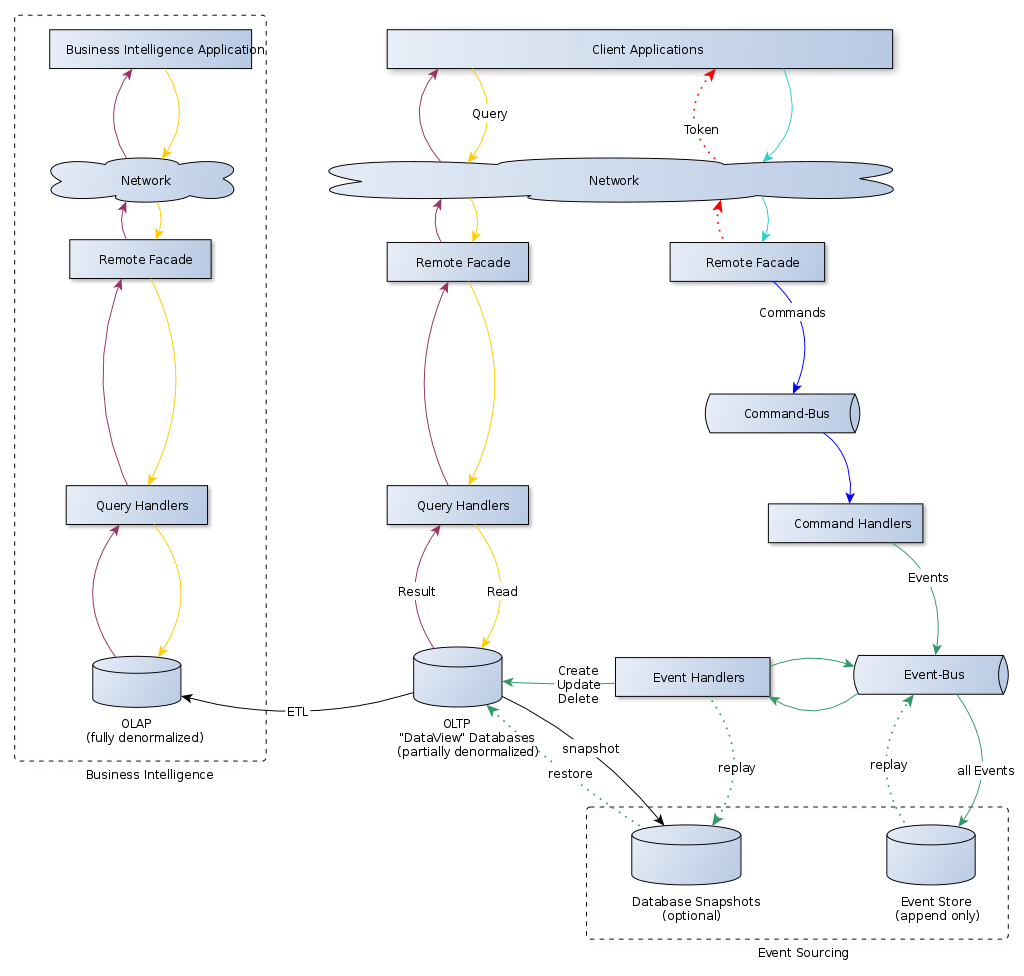 Business Intelligence Application
Client Applications
Query
Token
Network
Network
Remote Facade
Remote Facade
Remote Facade
Commands
Command-Bus
Query Handlers
Query Handlers
Command Handlers
Events
Result
Read
Create
Update
Delete
Event Handlers
Event-Bus
ETL
OLAP
(fully denormalized)
OLTP
"DataView" Databases
(partially denormalized)
snapshot
restore
replay
replay
all Events
Business Intelligence
Database Snapshots
(optional)
Event Store
(append only)
Event Sourcing